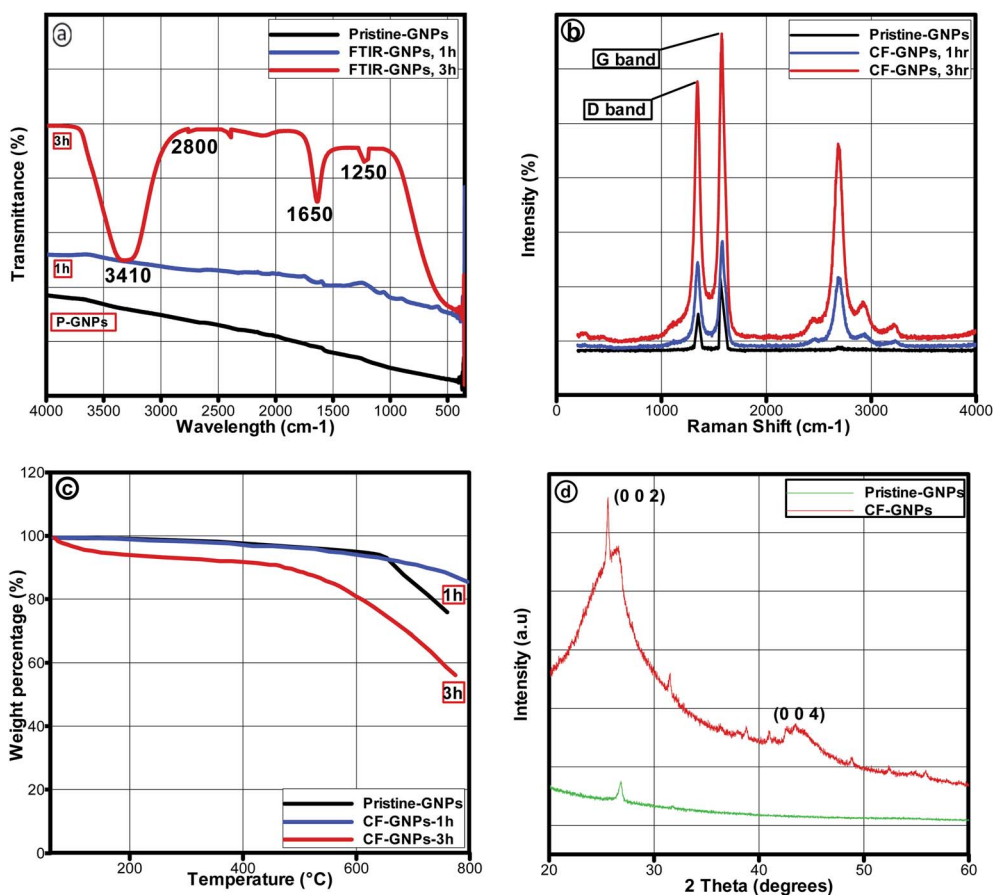 a
Pristine-GNPs
FTIR-GNPs, 1h
FTIR-GNPs, 3h
3h
2800
1250
1650
3410
1h
P-GNPs
Transmittance (%)
4000 3500 3000 2500 2000 1500 1000 500
Wavelength (cm-1)
b
Pristine-GNPs
CF-GNPs, 1hr
CF-GNPs, 3hr
G band
D band
Intensity (%)
0 1000 2000 3000 4000
Raman Shift (cm-1)
c
120
100
80
60
40
20
0
Weight percentage (%)
1h
3h
Pristine-GNPs
CF-GNPs-1h
CF-GNPs-3h
200 400 600 800
Temperature (°C)
d
(0 0 2)
Pristine-GNPs
CF-GNPs
(0 0 4)
Intensity (a.u)
20 30 40 50 60
2 Theta (degrees)